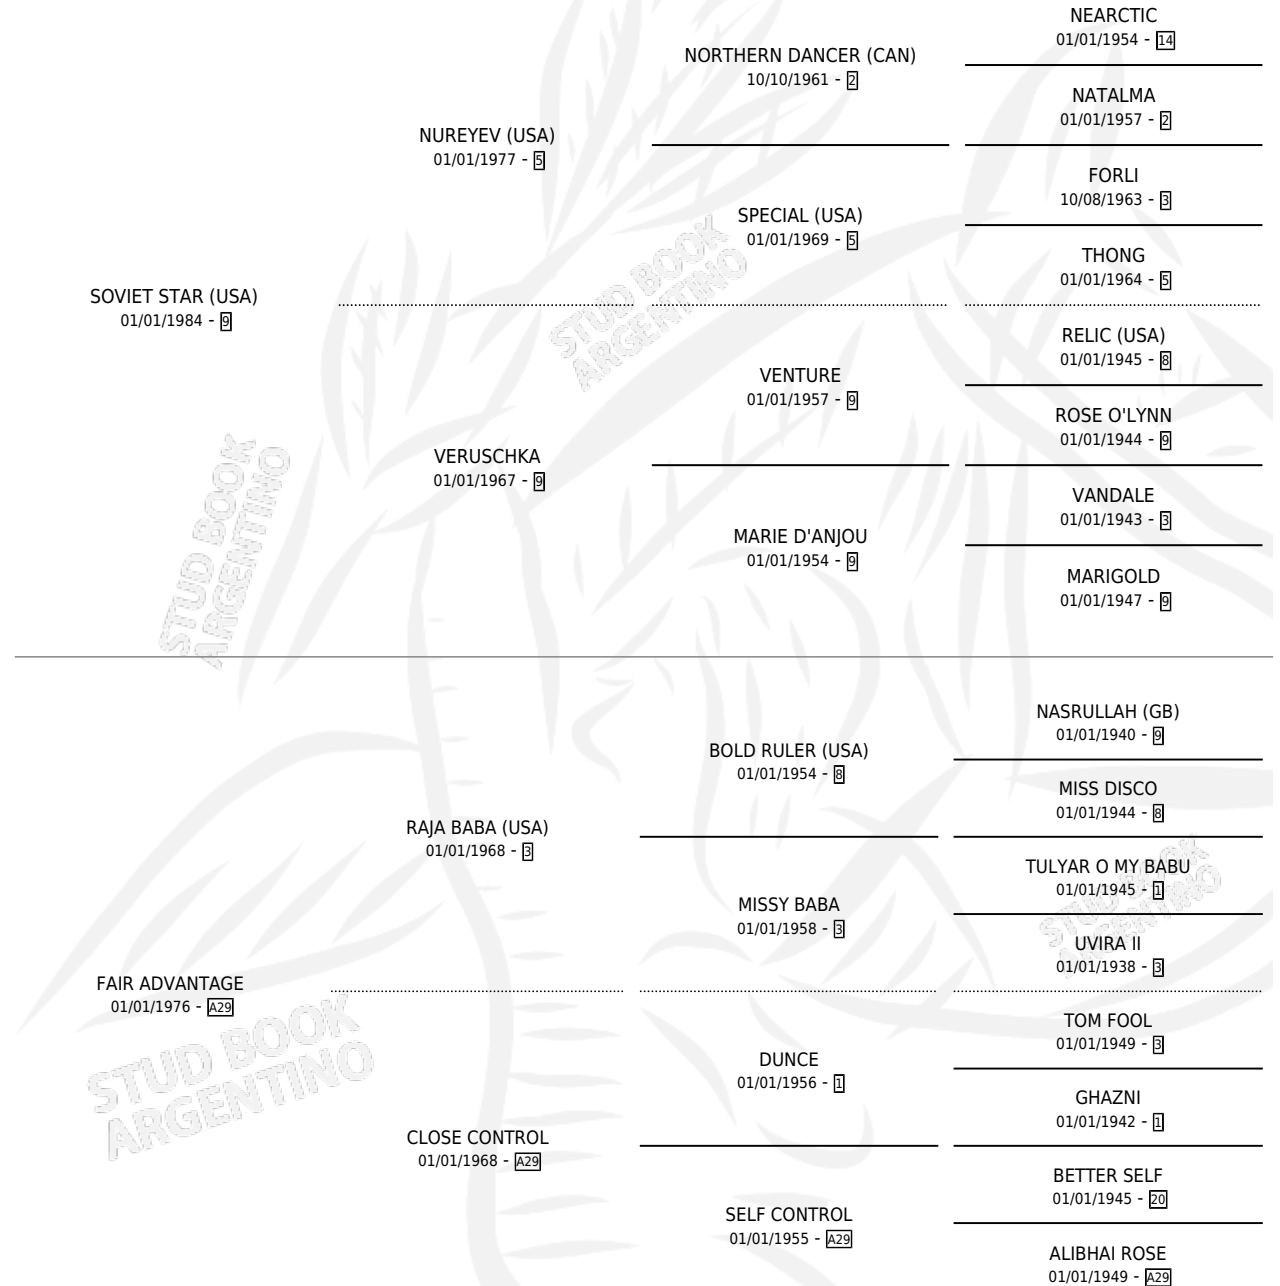 NEARCTIC
01/01/1954 - 14
NORTHERN DANCER (CAN)
10/10/1961 - 2
NATALMA
01/01/1957 - 2
NUREYEV (USA)
01/01/1977 - 5
FORLI
10/08/1963 - 3
SPECIAL (USA)
01/01/1969 - 5
THONG
01/01/1964 - 5
SOVIET STAR (USA)
01/01/1984 - 9
RELIC (USA)
01/01/1945 - 8
VENTURE
01/01/1957 - 9
ROSE O'LYNN
01/01/1944 - 9
VERUSCHKA
01/01/1967 - 9
VANDALE
01/01/1943 - 3
MARIE D'ANJOU
01/01/1954 - 9
MARIGOLD
01/01/1947 - 9
STUD BOOK
ARGENTINO
STUD BOOK
ARGENTINO
NASRULLAH (GB)
01/01/1940 - 9
BOLD RULER (USA)
01/01/1954 - 8
MISS DISCO
01/01/1944 - 8
RAJA BABA (USA)
01/01/1968 - 3
TULYAR O MY BABU
01/01/1945 - 1
MISSY BABA
01/01/1958 - 3
UVIRA II
01/01/1938 - 3
STUD BOOK
ARGENTINO
FAIR ADVANTAGE
01/01/1976 - A29
TOM FOOL
01/01/1949 - 3
DUNCE
01/01/1956 - 1
GHAZNI
01/01/1942 - 1
CLOSE CONTROL
01/01/1968 - A29
BETTER SELF
01/01/1945 - 20
SELF CONTROL
01/01/1955 - A29
ALIBHAI ROSE
01/01/1949 - A29
STUD BOOK
ARGENTINO